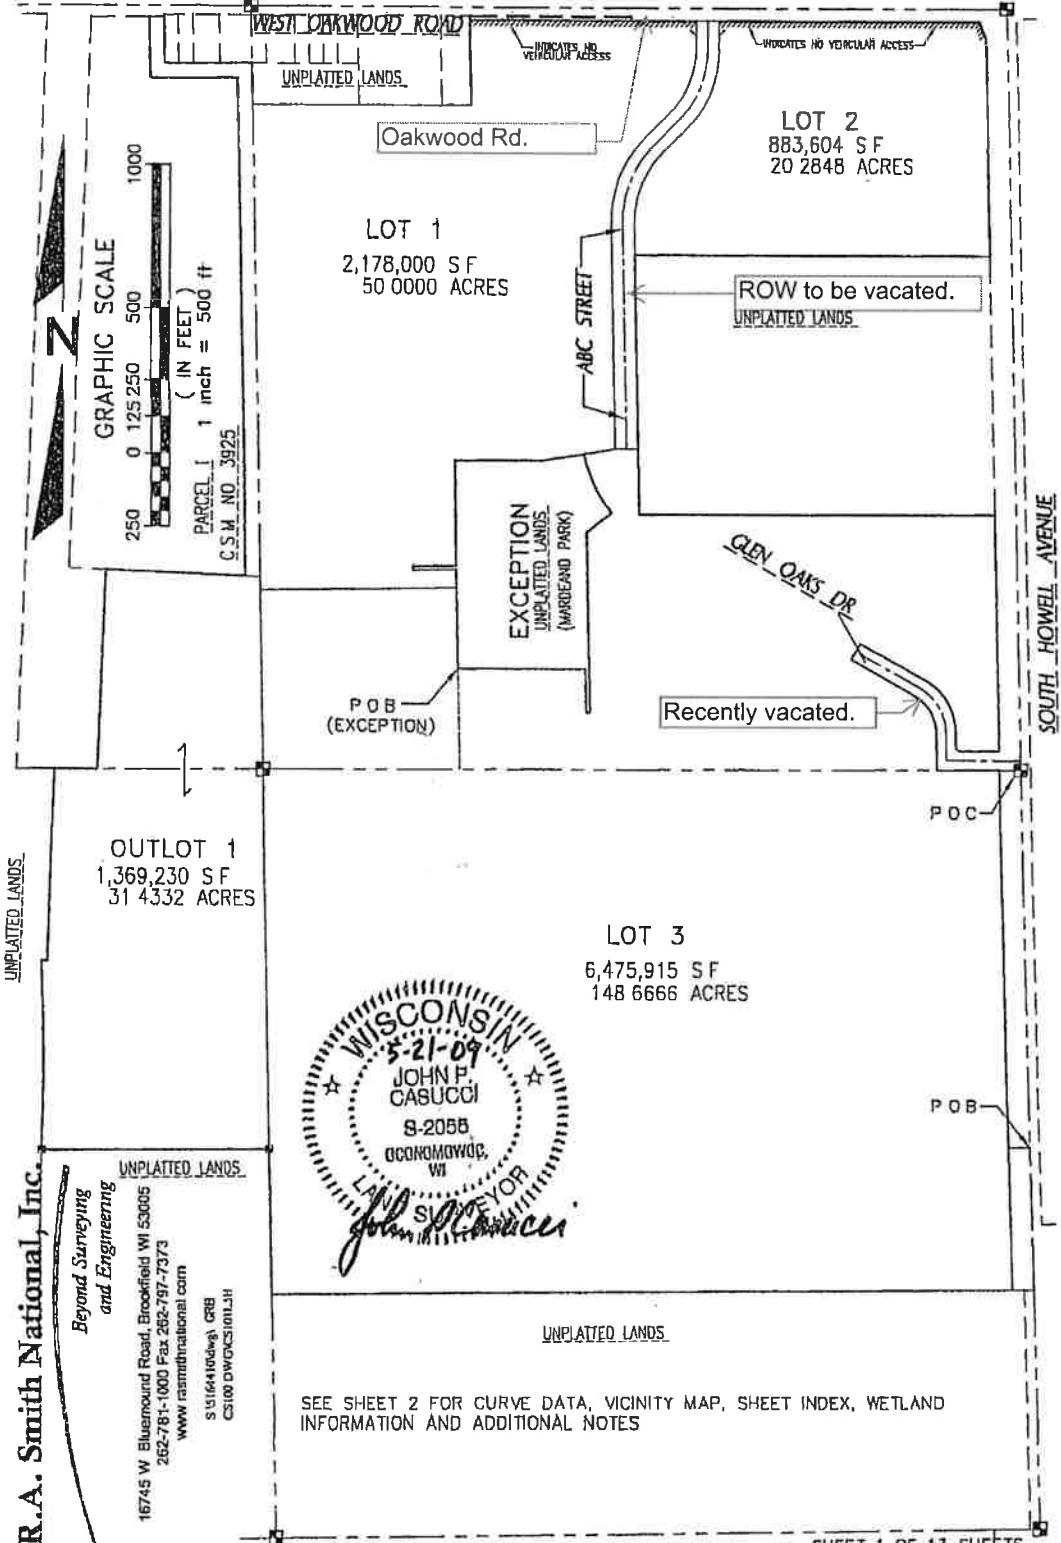 WEST OAKWOOD ROAD
INDICATES NO
VEHICULAR ACCESS
INDICATES NO VEHICULAR ACCESS
UNPLATTED LANDS
Oakwood Rd.
LOT 2
883,604 S F
20 2848 ACRES
LOT 1
2,178,000 S F
50 0000 ACRES
ABC STREET
ROW to be vacated.
UNPLATTED LANDS
N
GRAPHIC SCALE
250 0 125 250 500 1000
( IN FEET )
1 inch = 500 ft
PARCEL 1
C.S.M. NO 3925
EXCEPTION
UNPLATTED LANDS
(MARDEAND PARK)
GLEN OAKS DR
SOUTH HOWELL AVENUE
P O B
(EXCEPTION)
Recently vacated.
P O C
OUTLOT 1
1,369,230 S F
31 4332 ACRES
UNPLATTED LANDS
LOT 3
6,475,915 S F
148 6666 ACRES
WISCONSIN
5-21-09
JOHN P.
CASUCCI
S-2055
OCONOMOWOC,
WI
LAND SURVEYOR
John P Casucci
P O B
UNPLATTED LANDS
R.A. Smith National, Inc.
Beyond Surveying
and Engineering
16745 W Bluemound Road, Brookfield WI 53005
262-781-1000 Fax 262-797-7373
www rasmithnational com
UNPLATTED LANDS
SEE SHEET 2 FOR CURVE DATA, VICINITY MAP, SHEET INDEX, WETLAND
INFORMATION AND ADDITIONAL NOTES
SHEET 1 OF 13 SHEETS